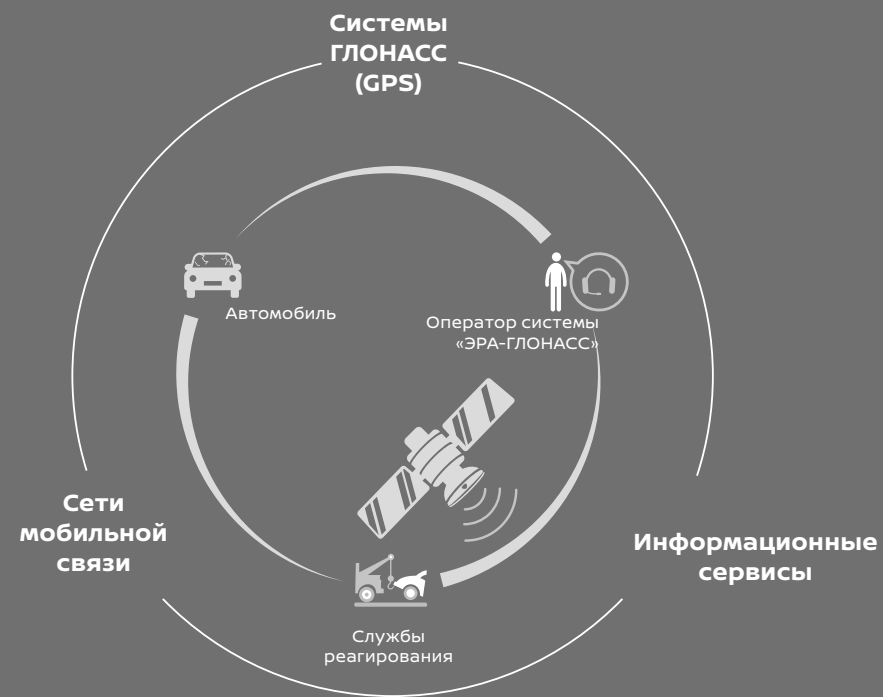 Системы
ГЛОНАСС
(GPS)
Автомобиль
Оператор системы
«ЭРА-ГЛОНАСС»
Сети
мобильной
связи
Информационные
сервисы
Службы
реагирования